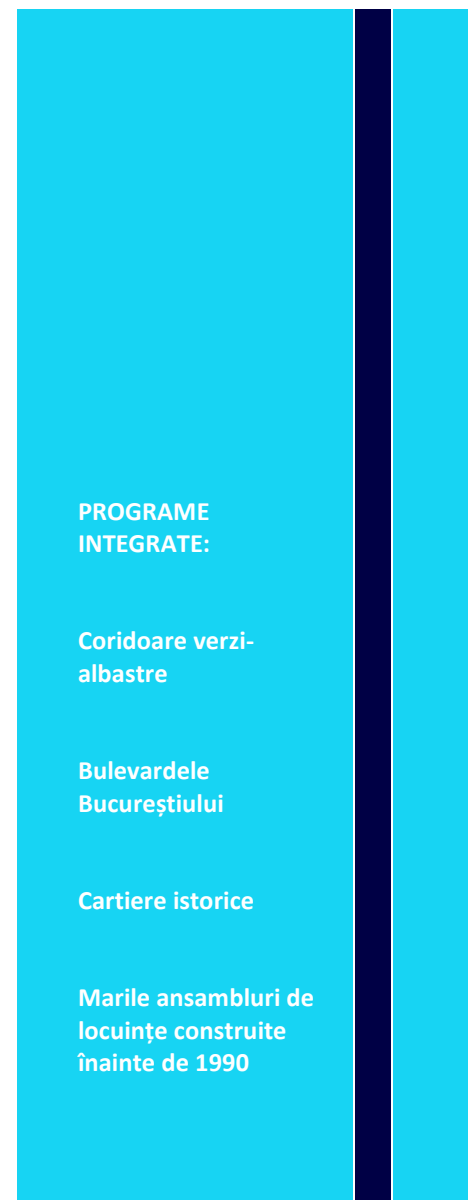 PROGRAME
INTEGRATE:
Coridoare verzi-
albastre
Bulevardele
Bucureștiului
Cartiere istorice
Marile ansambluri de
locuințe construite
înainte de 1990